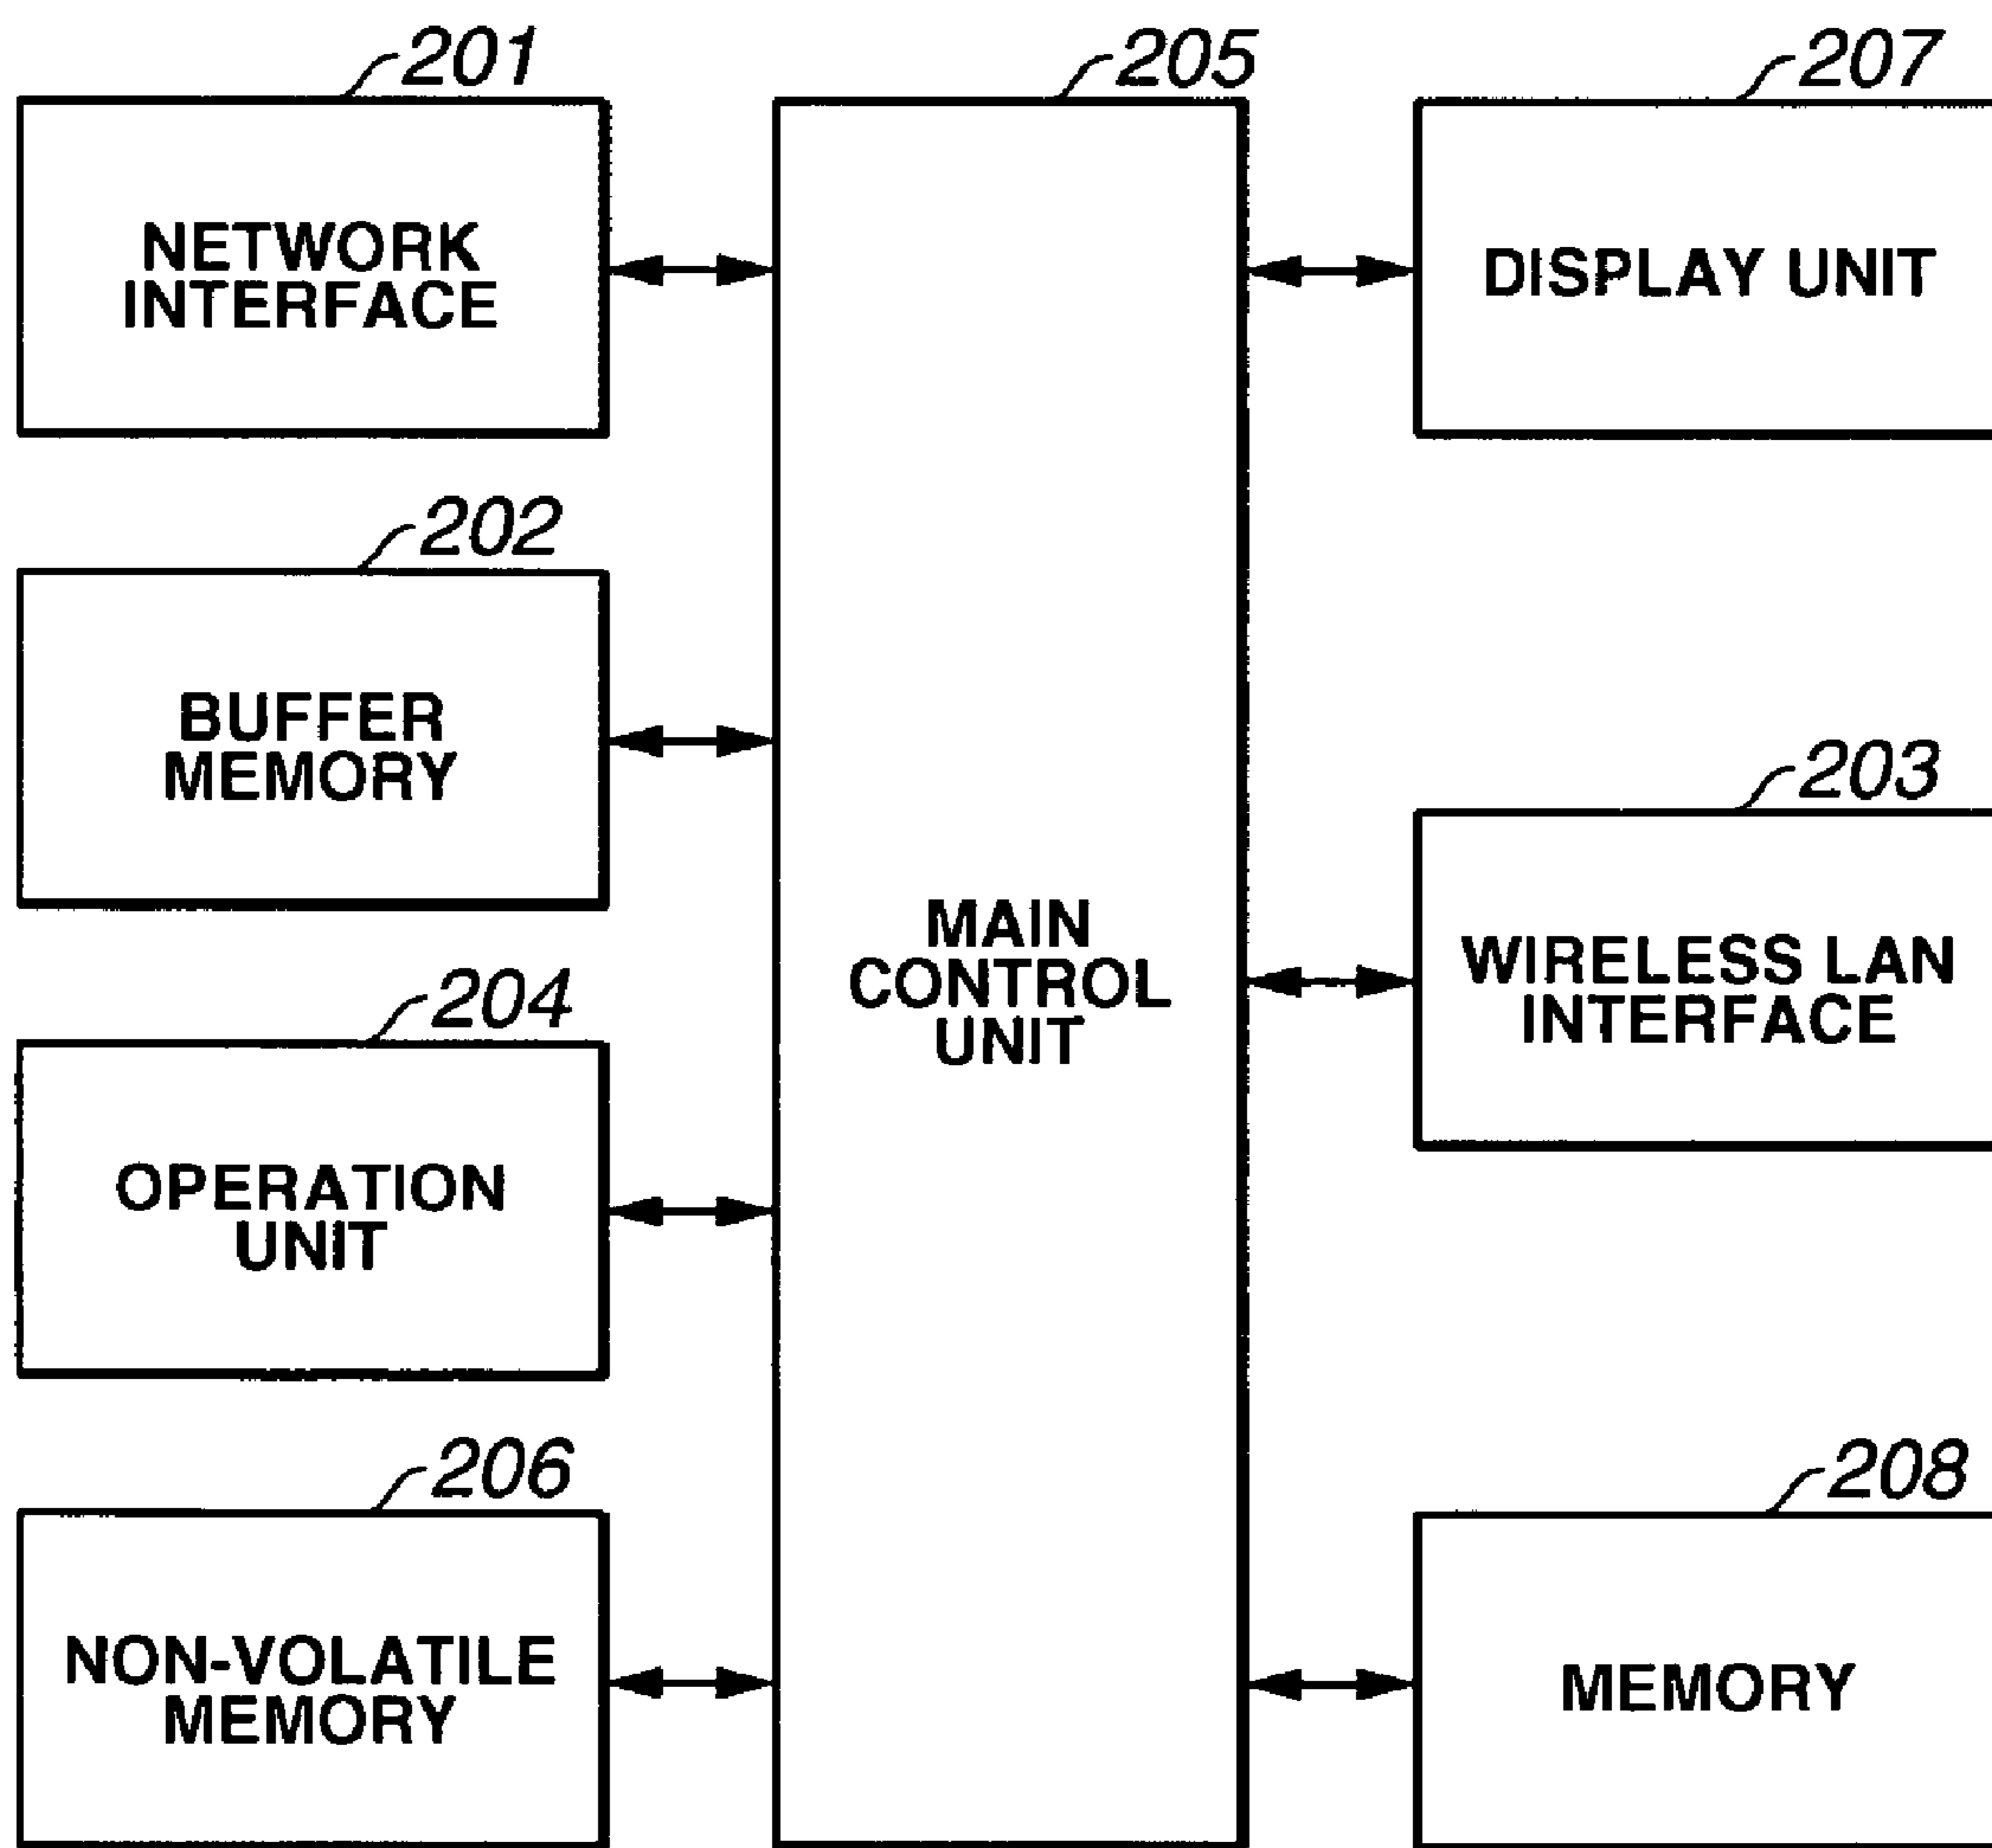 201
NETWORK
INTERFACE
202
BUFFER
MEMORY
204
OPERATION
UNIT
206
NON-VOLATILE
MEMORY
205
MAIN
CONTROL
UNIT
207
DISPLAY UNIT
203
WIRELESS LAN
INTERFACE
208
MEMORY